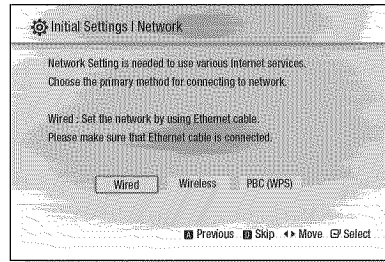 Initial Settings I Network
Network Setting is needed to use various Internet services.
Choose the primary method for connecting to network.
Wired : Set the network by using Ethernet cable.
Please make sure that Ethernet cable is connected.
Wired Wireless PBC (WPS)
A Previous D Skip Move Select